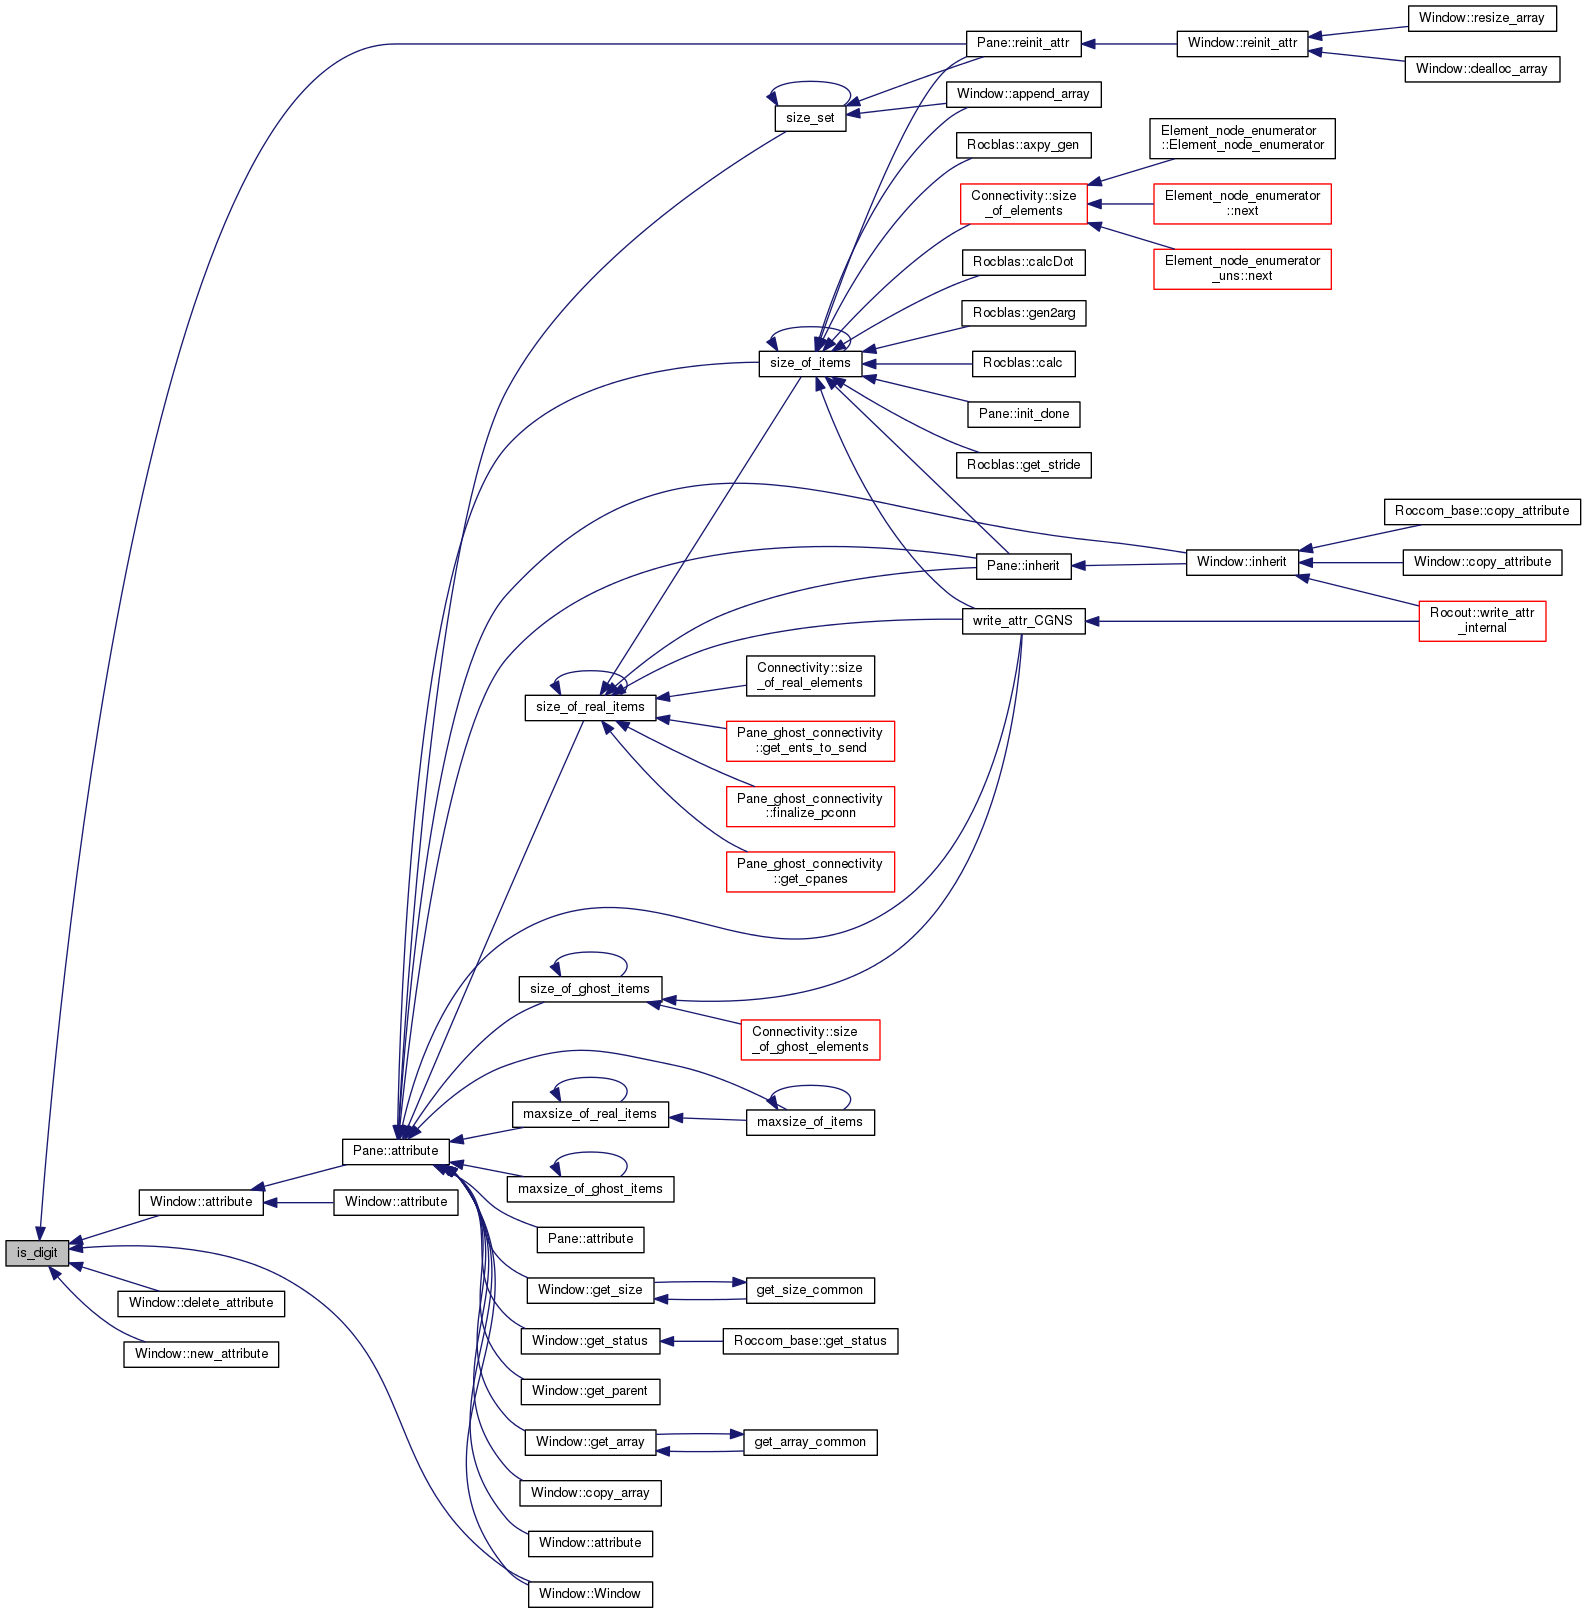 Window::resize_array
Pane::reinit_attr
Window::reinit_attr
Window::dealloc_array
Window::append_array
size_set
Rocblas::axpy_gen
Element_node_enumerator
::Element_node_enumerator
Connectivity::size
_of_elements
Element_node_enumerator
::next
Element_node_enumerator
_uns::next
Rocblas::calcDot
Rocblas::gen2arg
size_of_items
Rocblas::calc
Pane::init_done
Rocblas::get_stride
Roccom_base::copy_attribute
Pane::inherit
Window::inherit
Window::copy_attribute
write_attr_CGNS
Rocout::write_attr
_internal
Connectivity::size
_of_real_elements
size_of_real_items
Pane_ghost_connectivity
::get_ents_to_send
Pane_ghost_connectivity
::finalize_pconn
Pane_ghost_connectivity
::get_cpanes
size_of_ghost_items
Connectivity::size
_of_ghost_elements
maxsize_of_real_items
maxsize_of_items
Pane::attribute
maxsize_of_ghost_items
Window::attribute
Window::attribute
Pane::attribute
is_digit
Window::get_size
get_size_common
Window::delete_attribute
Window::get_status
Roccom_base::get_status
Window::new_attribute
Window::get_parent
Window::get_array
get_array_common
Window::copy_array
Window::attribute
Window::Window